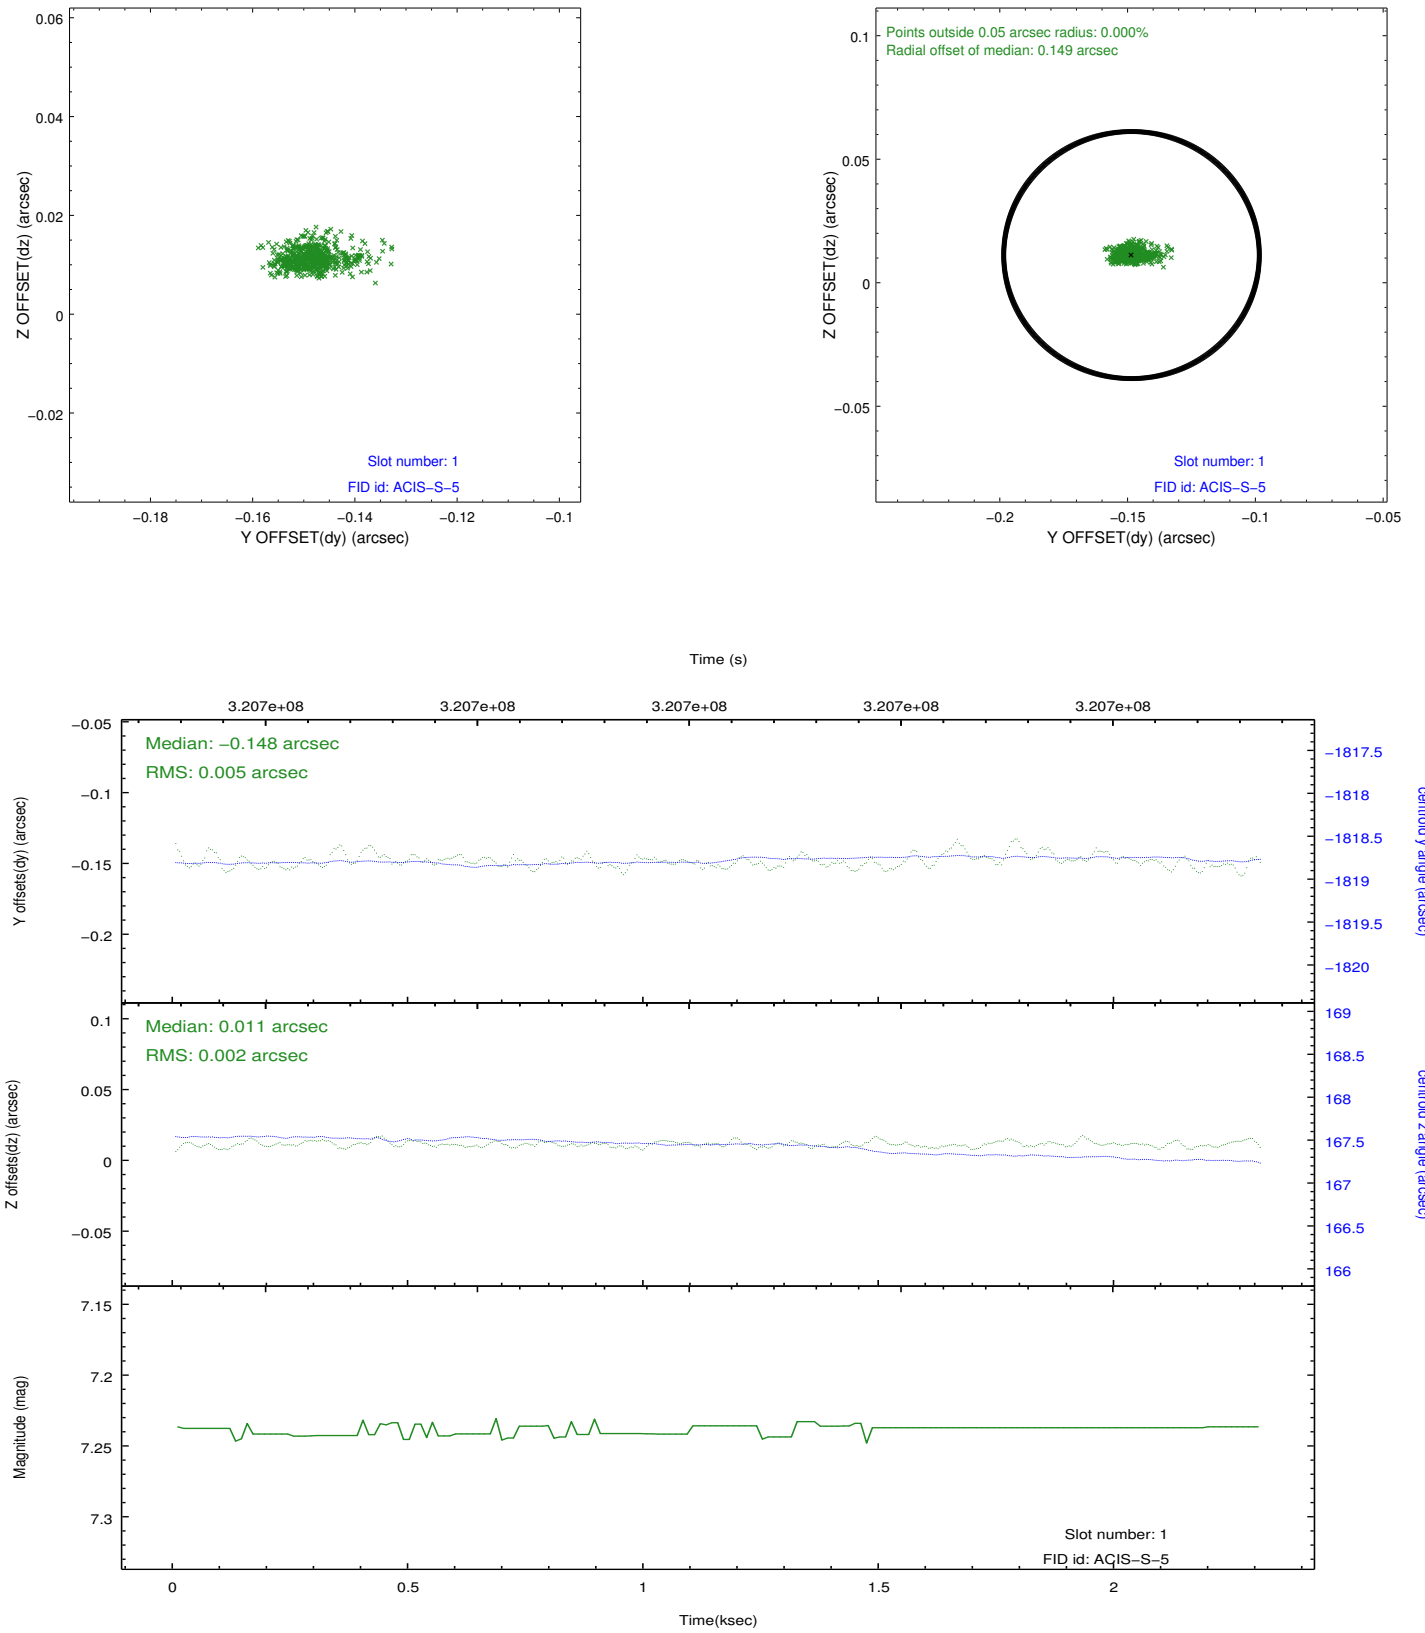 0.06
0.04
0.02
0
−0.02
Z OFFSET(dz) (arcsec)
Slot number: 1
FID id: ACIS−S−5
−0.18 −0.16 −0.14 −0.12 −0.1
Y OFFSET(dy) (arcsec)
Points outside 0.05 arcsec radius: 0.000%
Radial offset of median: 0.149 arcsec
0.1
0.05
0
−0.05
Z OFFSET(dz) (arcsec)
Slot number: 1
FID id: ACIS−S−5
−0.2 −0.15 −0.1 −0.05
Y OFFSET(dy) (arcsec)
Time (s)
3.207e+08 3.207e+08 3.207e+08 3.207e+08 3.207e+08
Median: −0.148 arcsec
RMS: 0.005 arcsec
−0.05
−0.1
−0.15
−0.2
Y offsets(dy) (arcsec)
−1817.5
−1818
−1818.5
−1819
−1819.5
−1820
centroid y angle (arcsec)
Median: 0.011 arcsec
RMS: 0.002 arcsec
0.1
0.05
0
−0.05
Z offsets(dz) (arcsec)
169
168.5
168
167.5
167
166.5
166
centroid z angle (arcsec)
7.15
7.2
7.25
7.3
Magnitude (mag)
Slot number: 1
FID id: ACIS−S−5
0 0.5 1 1.5 2
Time(ksec)